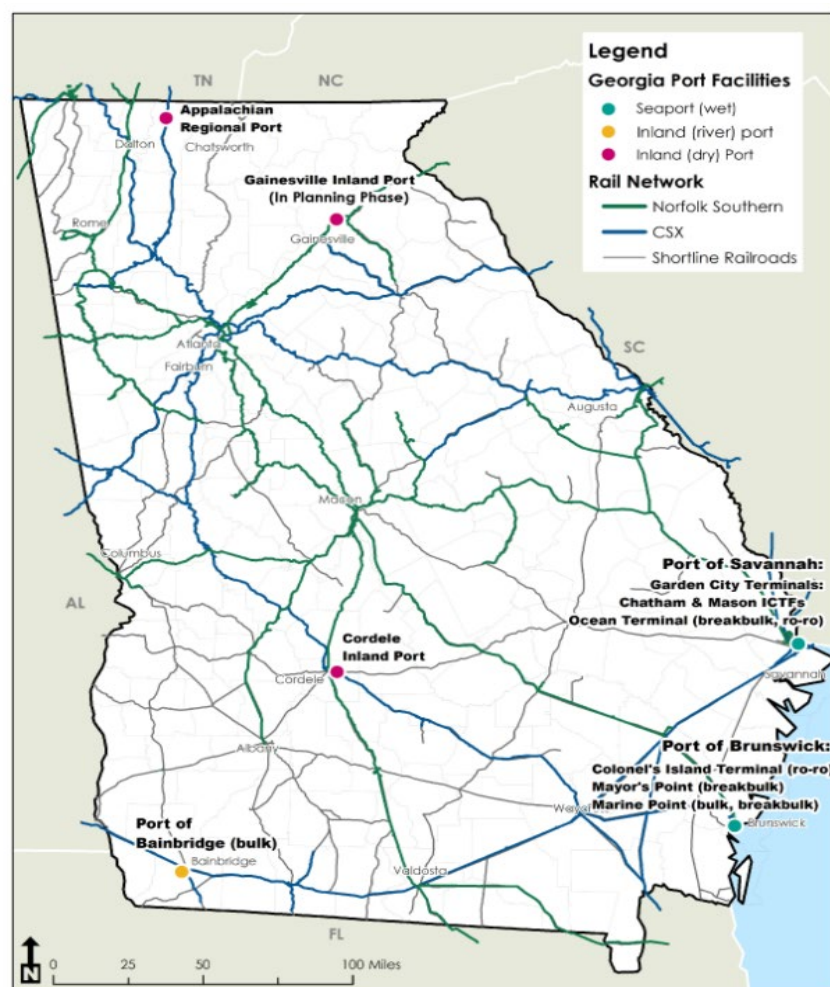 TN
NC
Legend
Georgia Port Facilities
Seaport (wet)
Inland (river) port
Inland (dry) Port
Rail Network
Norfolk Southern
CSX
Shortline Railroads
Appalachian
Regional Port
Dalton
Chatsworth
Gainesville Inland Port
(In Planning Phase)
Rome
Gainesville
Atlanta
Fairburn
SC
Augusta
Macon
Columbus
Port of Savannah:
Garden City Terminals:
Chatham & Mason ICTFs
Ocean Terminal (breakbulk, ro-ro)
AL
Cordele
Inland Port
Cordele
Savannah
Albany
Port of Brunswick:
Colonel's Island Terminal (ro-ro)
Mayor's Point (breakbulk)
Marine Point (bulk, breakbulk)
Port of
Bainbridge (bulk)
Brunswick
Bainbridge
Valdosta
FL
N
0 25 50 100 Miles